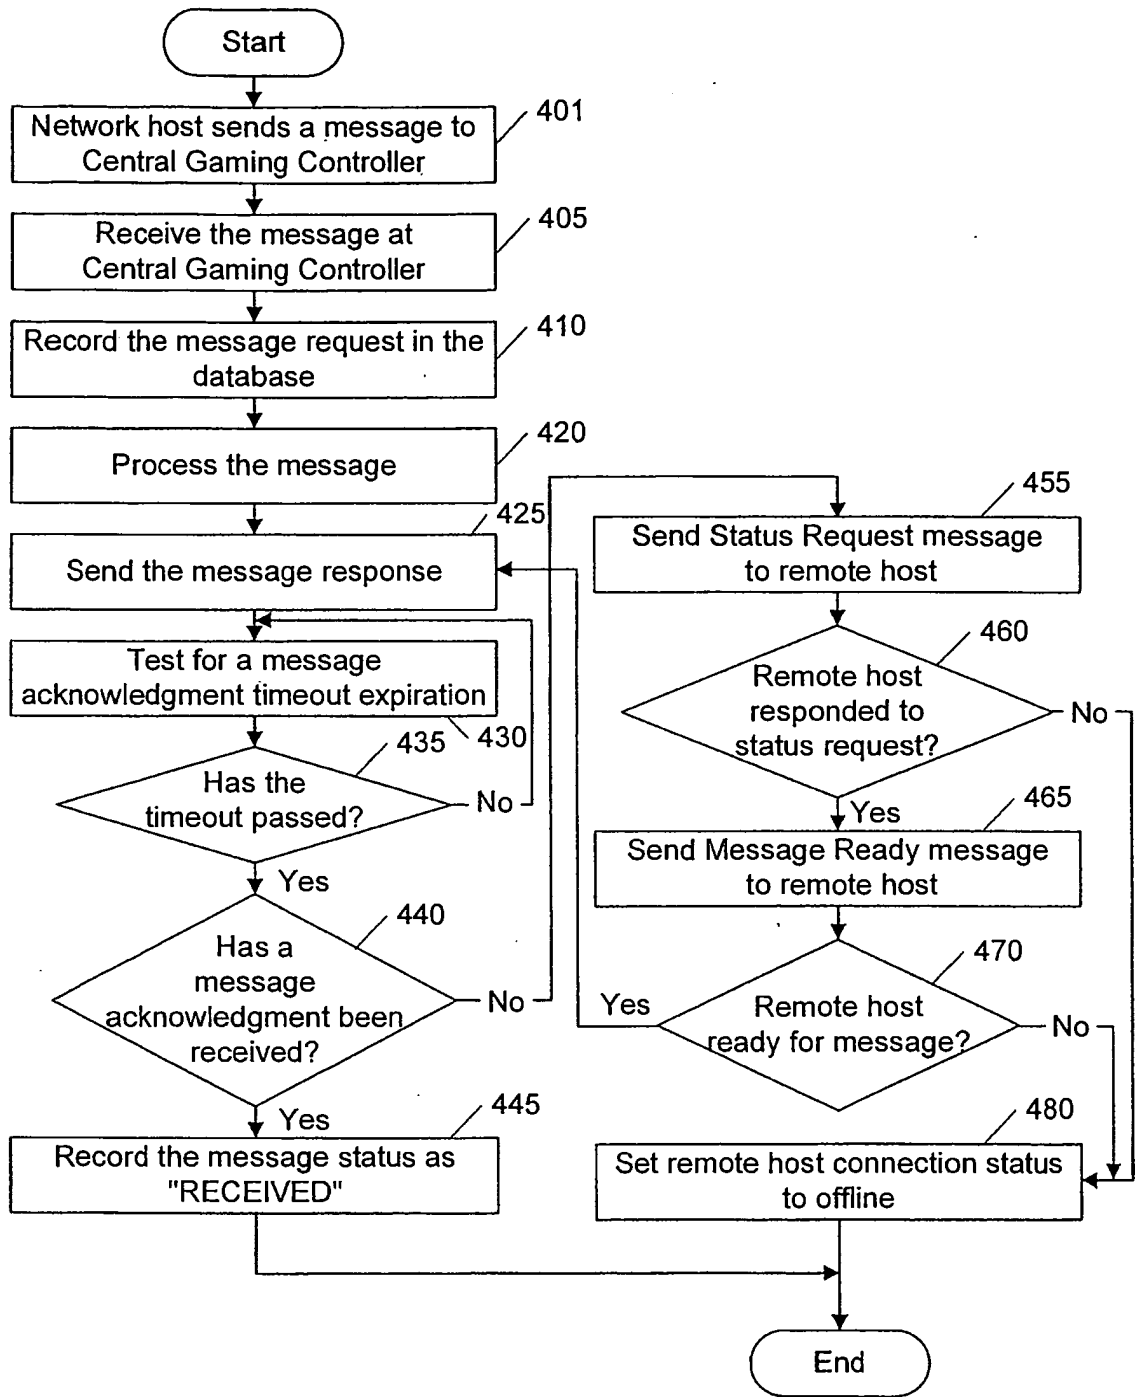 Start
401
Network host sends a message to
Central Gaming Controller
405
Receive the message at
Central Gaming Controller
410
Record the message request in the
database
420
Process the message
425
Send the message response
Test for a message
acknowledgment timeout expiration
430
435
Has the
timeout passed?
No
Yes
440
Has a
message
acknowledgment been
received?
No
Yes
445
Record the message status as
"RECEIVED"
455
Send Status Request message
to remote host
460
Remote host
responded to
status request?
No
Yes
465
Send Message Ready message
to remote host
470
Yes
Remote host
ready for message?
No
480
Set remote host connection status
to offline
End